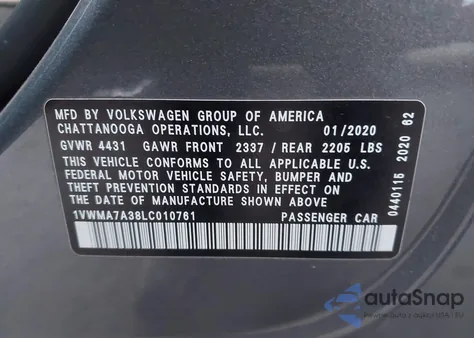 MFD BY VOLKSWAGEN GROUP OF AMERICA
CHATTANOOGA OPERATIONS, LLC. 01/2020
GVWR 4431 GAWR FRONT 2337 / REAR 2205 LBS
THIS VEHICLE CONFORMS TO ALL APPLICABLE U.S.
FEDERAL MOTOR VEHICLE SAFETY, BUMPER AND
THEFT PREVENTION STANDARDS IN EFFECT ON
THE DATE OF MANUFACTURE SHOWN ABOVE
1VWMA7A38LC010761 PASSENGER CAR
0440115 2020 62
autoSnap